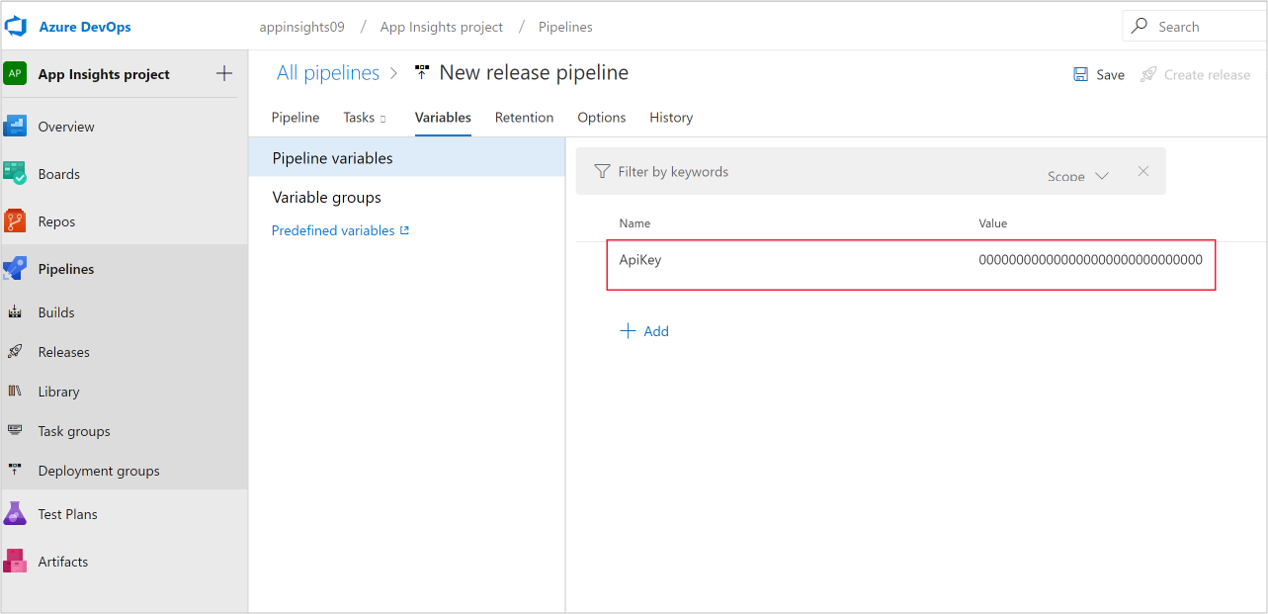 Azure DevOps
appinsights09 / App Insights project / Pipelines
Search
AP App Insights project
All pipelines > New release pipeline
Save Create release
Pipeline Tasks Variables Retention Options History
Overview
Boards
Repos
Pipelines
Builds
Releases
Library
Task groups
Deployment groups
Test Plans
Artifacts
Pipeline variables
Variable groups
Predefined variables
Filter by keywords Scope
Name Value
ApiKey 000000000000000000000000000000
+ Add